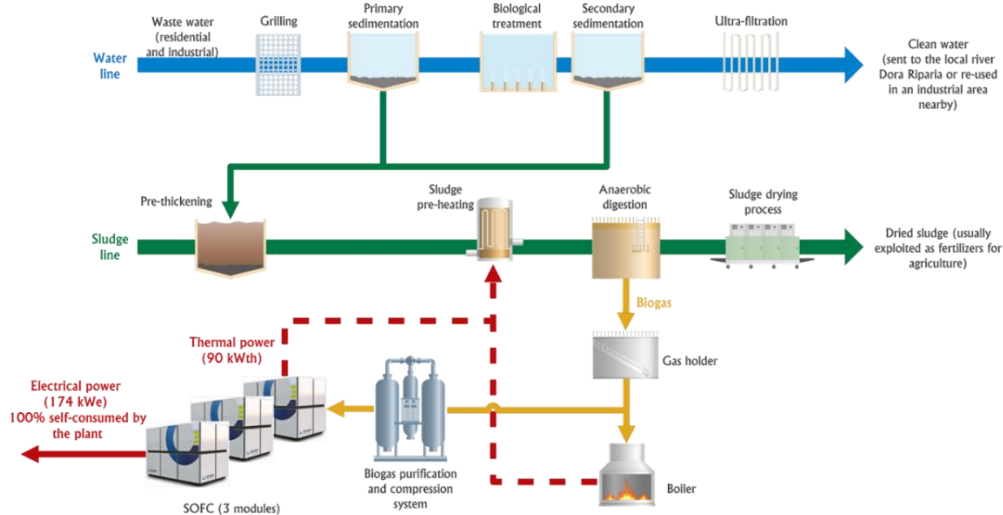 Waste water
(residential
and industrial)
Grilling
Primary
sedimentation
Biological
treatment
Secondary
sedimentation
Ultra-filtration
Water
line
Clean water
(sent to the local river
Dora Riparia or re-used
in an industrial area
nearby)
Pre-thickening
Sludge
pre-heating
Anaerobic
digestion
Sludge drying
process
Sludge
line
Dried sludge (usually
exploited as fertilizers for
agriculture)
Biogas
Thermal power
(90 kWth)
Gas holder
Electrical power
(174 kWe)
100% self-consumed by
the plant
Biogas purification
and compression
system
Boiler
SOFC (3 modules)